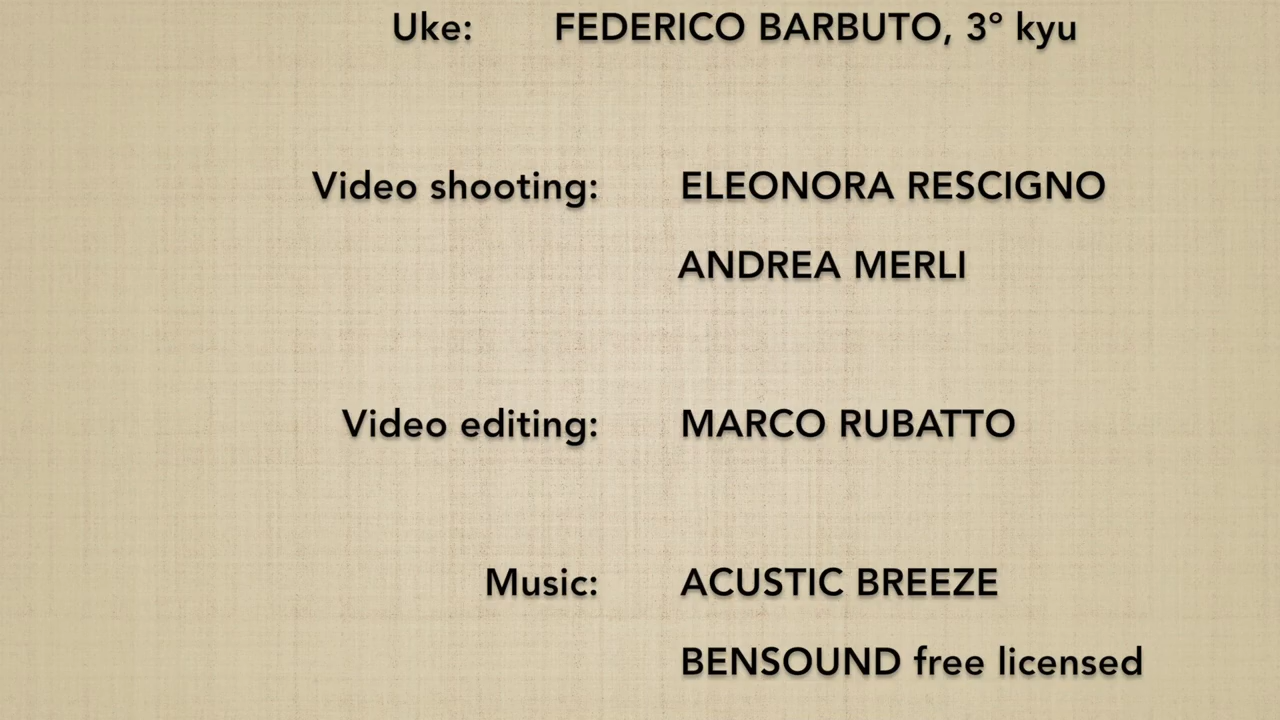 Uke: FEDERICO BARBUTO, 3° kyu
Video shooting: ELEONORA RESCIGNO
ANDREA MERLI
Video editing: MARCO RUBATTO
Music: ACUSTIC BREEZE
BENSOUND free licensed